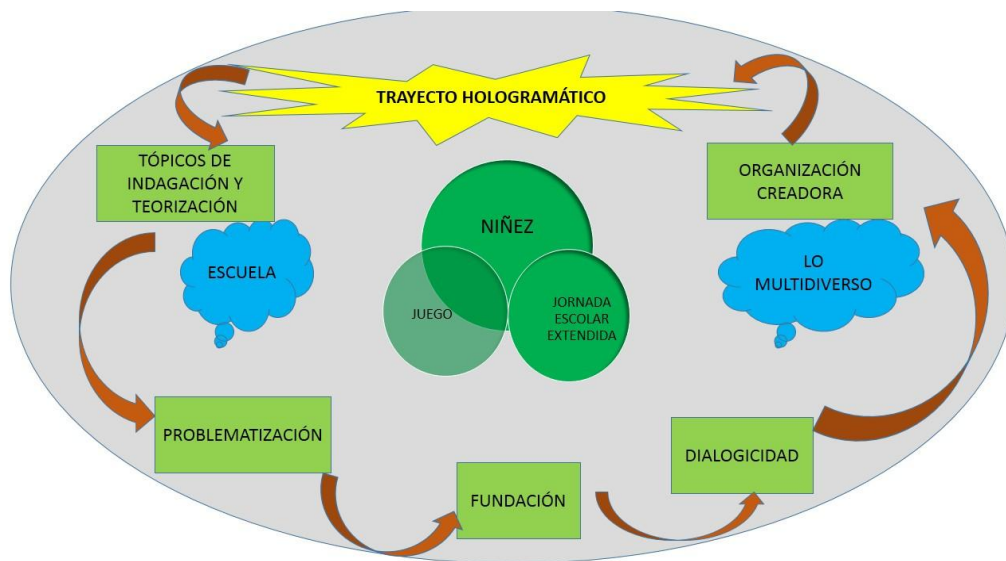 TRAYECTO HOLOGRAMÁTICO
TÓPICOS DE
INDAGACIÓN Y
TEORIZACIÓN
ORGANIZACIÓN
CREADORA
NIÑEZ
ESCUELA
LO
MULTIDIVERSO
JUEGO
JORNADA
ESCOLAR
EXTENDIDA
PROBLEMATIZACIÓN
FUNDACIÓN
DIALOGICIDAD